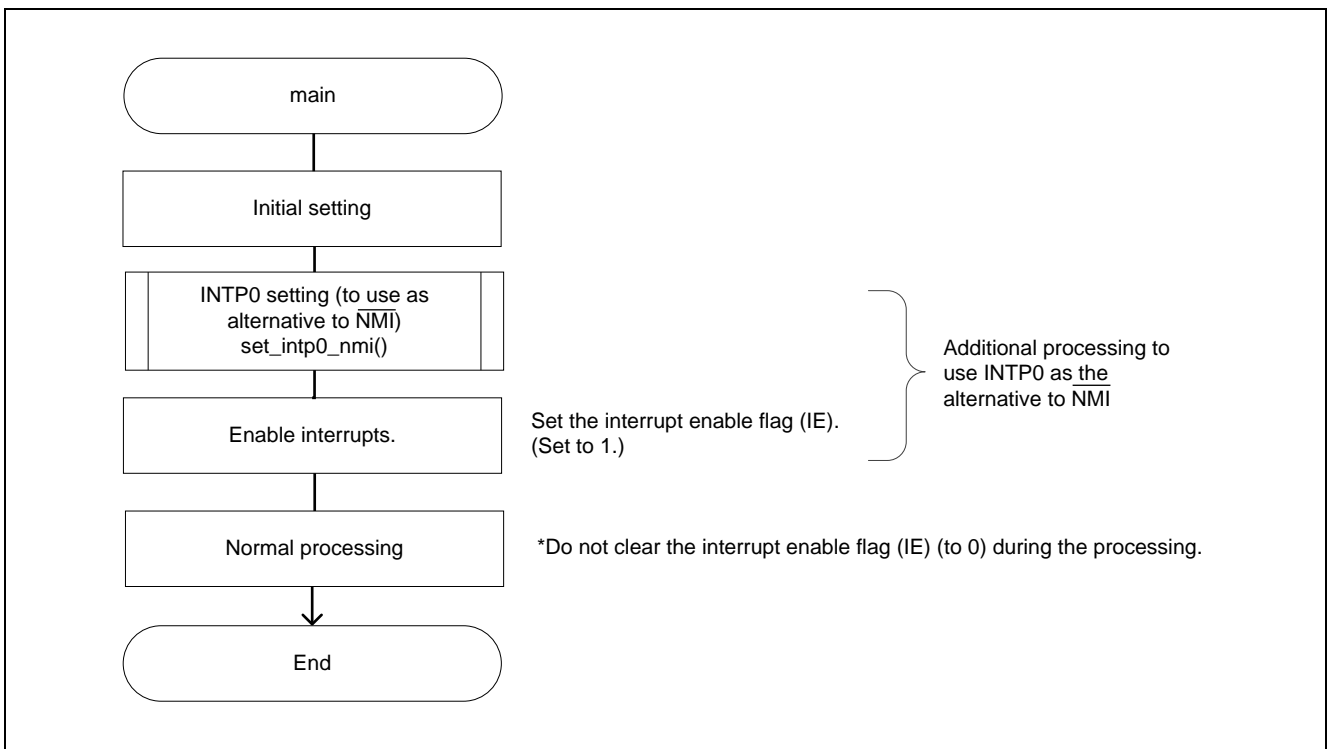 main
Initial setting
INTP0 setting (to use as
alternative to N̅M̅I̅)
set_intp0_nmi()
Enable interrupts.
Set the interrupt enable flag (IE).
(Set to 1.)
Additional processing to
use INTP0 as the
alternative to N̅M̅I̅
Normal processing
*Do not clear the interrupt enable flag (IE) (to 0) during the processing.
End